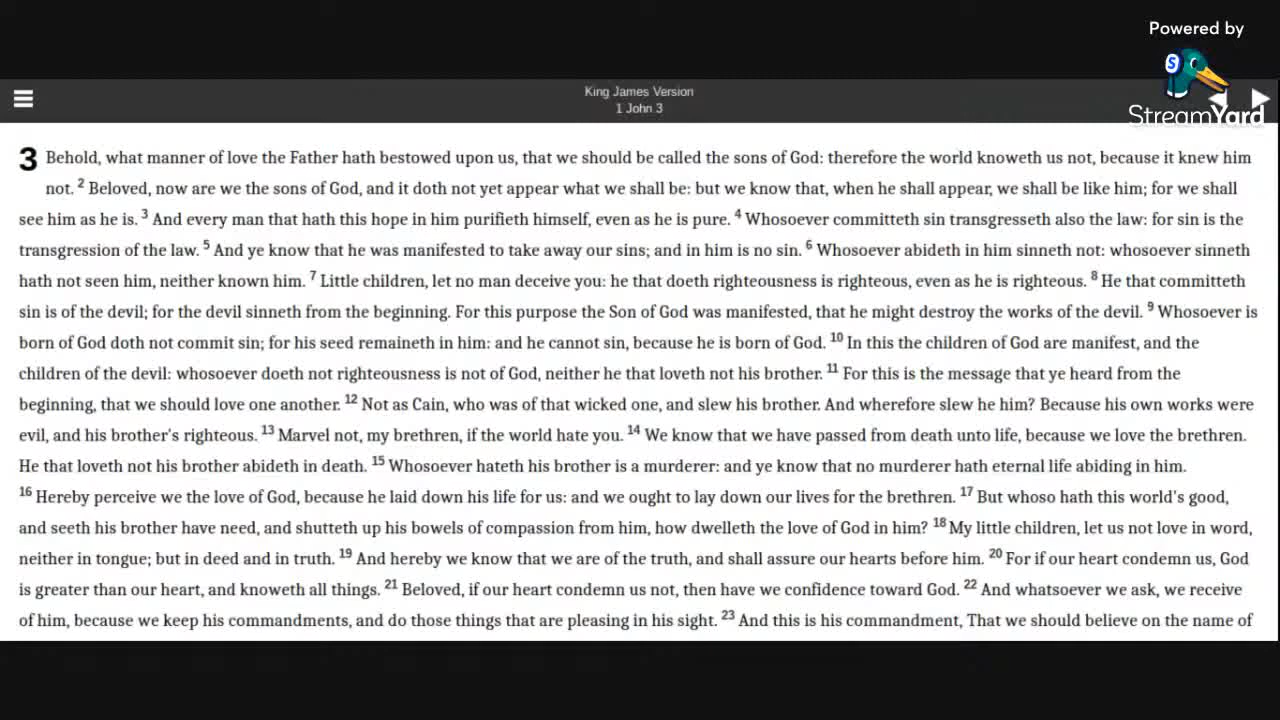 Powered by
StreamYard
King James Version
1 John 3
3 Behold, what manner of love the Father hath bestowed upon us, that we should be called the sons of God: therefore the world knoweth us not, because it knew him
not. 2 Beloved, now are we the sons of God, and it doth not yet appear what we shall be: but we know that, when he shall appear, we shall be like him; for we shall
see him as he is. 3 And every man that hath this hope in him purifieth himself, even as he is pure. 4 Whosoever committeth sin transgresseth also the law: for sin is the
transgression of the law. 5 And ye know that he was manifested to take away our sins; and in him is no sin. 6 Whosoever abideth in him sinneth not: whosoever sinneth
hath not seen him, neither known him. 7 Little children, let no man deceive you: he that doeth righteousness is righteous, even as he is righteous. 8 He that committeth
sin is of the devil; for the devil sinneth from the beginning. For this purpose the Son of God was manifested, that he might destroy the works of the devil. 9 Whosoever is
born of God doth not commit sin; for his seed remaineth in him: and he cannot sin, because he is born of God. 10 In this the children of God are manifest, and the
children of the devil: whosoever doeth not righteousness is not of God, neither he that loveth not his brother. 11 For this is the message that ye heard from the
beginning, that we should love one another. 12 Not as Cain, who was of that wicked one, and slew his brother. And wherefore slew he him? Because his own works were
evil, and his brother's righteous. 13 Marvel not, my brethren, if the world hate you. 14 We know that we have passed from death unto life, because we love the brethren.
He that loveth not his brother abideth in death. 15 Whosoever hateth his brother is a murderer: and ye know that no murderer hath eternal life abiding in him.
16 Hereby perceive we the love of God, because he laid down his life for us: and we ought to lay down our lives for the brethren. 17 But whoso hath this world's good,
and seeth his brother have need, and shutteth up his bowels of compassion from him, how dwelleth the love of God in him? 18 My little children, let us not love in word,
neither in tongue; but in deed and in truth. 19 And hereby we know that we are of the truth, and shall assure our hearts before him. 20 For if our heart condemn us, God
is greater than our heart, and knoweth all things. 21 Beloved, if our heart condemn us not, then have we confidence toward God. 22 And whatsoever we ask, we receive
of him, because we keep his commandments, and do those things that are pleasing in his sight. 23 And this is his commandment, That we should believe on the name of